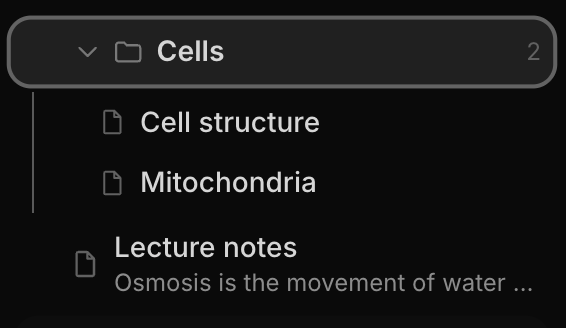 Cells 2
Cell structure
Mitochondria
Lecture notes
Osmosis is the movement of water ...